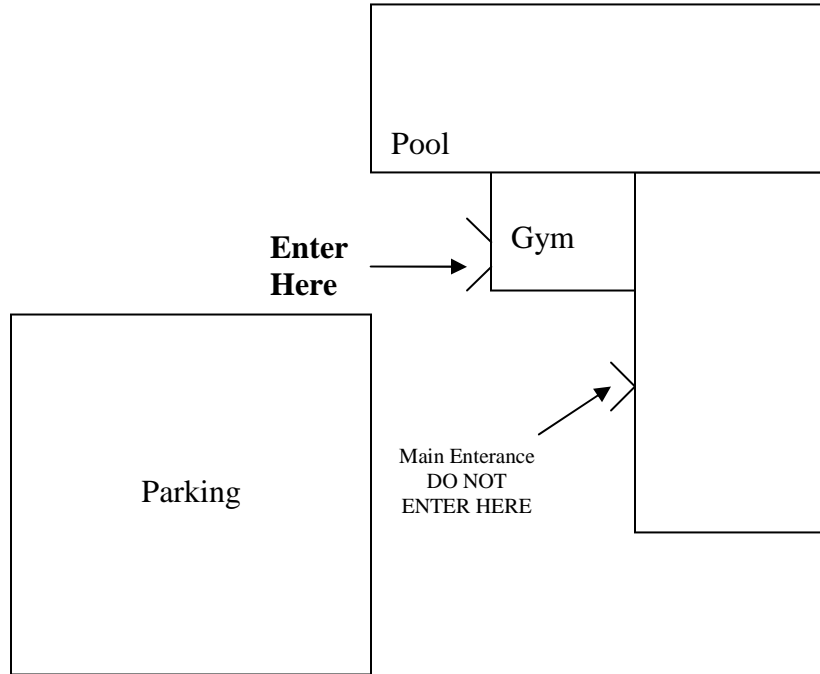 Pool
Gym
Enter
Here
Main Enterance
DO NOT
ENTER HERE
Parking